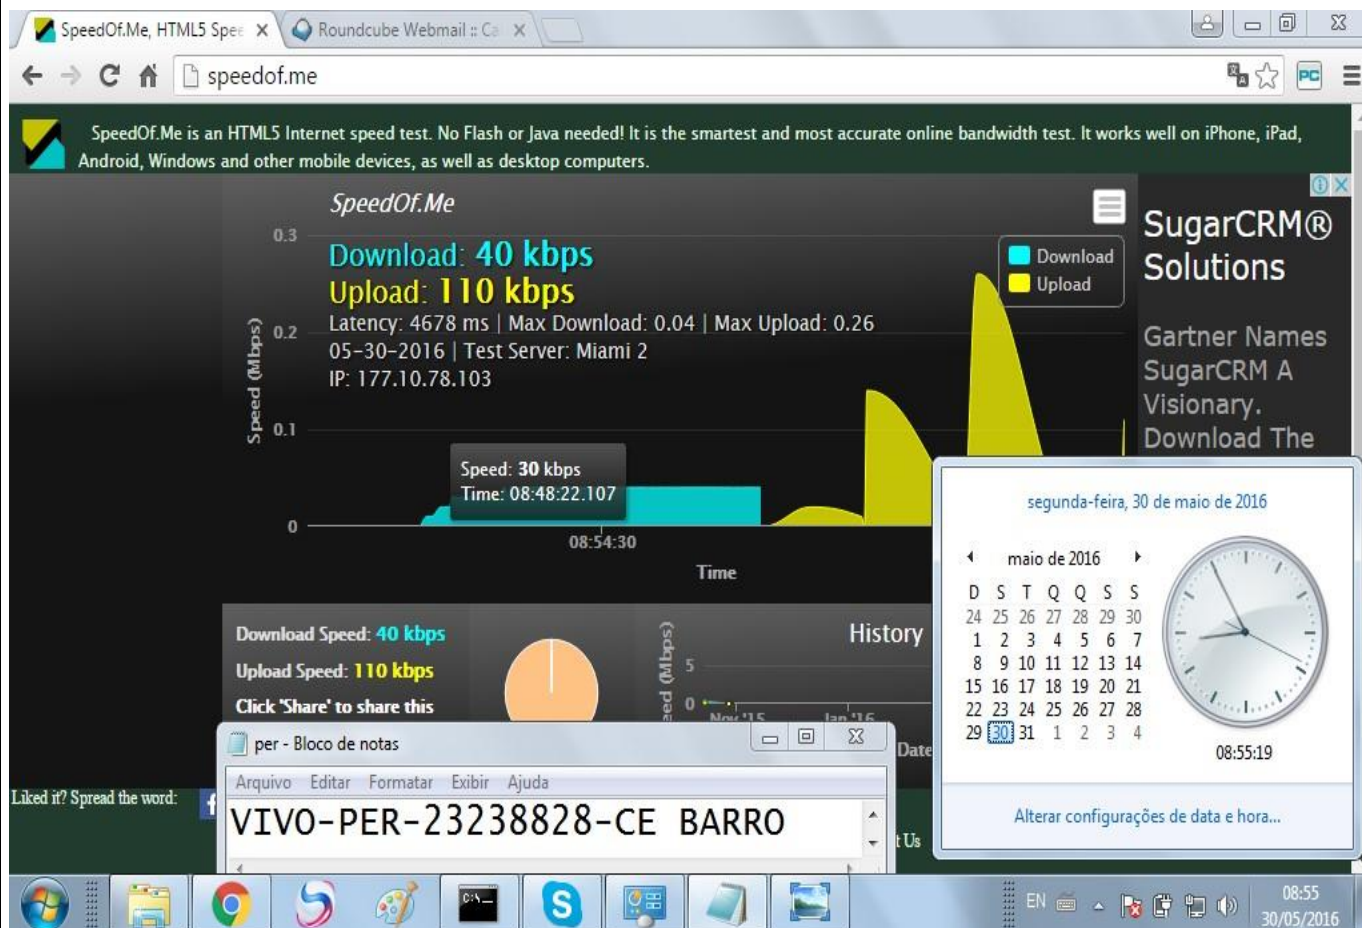 SpeedOf.Me, HTML5 Spee
Roundcube Webmail :: Ca
speedof.me
PC
SpeedOf.Me is an HTML5 Internet speed test. No Flash or Java needed! It is the smartest and most accurate online bandwidth test. It works well on iPhone, iPad,
Android, Windows and other mobile devices, as well as desktop computers.
SpeedOf.Me
Download: 40 kbps
Upload: 110 kbps
Latency: 4678 ms | Max Download: 0.04 | Max Upload: 0.26
05-30-2016 | Test Server: Miami 2
IP: 177.10.78.103
Download
Upload
0.3
0.2
0.1
0
Speed (Mbps)
Speed: 30 kbps
Time: 08:48:22.107
08:54:30
Time
SugarCRM®
Solutions
Gartner Names
SugarCRM A
Visionary.
Download The
Download Speed: 40 kbps
Upload Speed: 110 kbps
Click 'Share' to share this
History
eed (Mbps)
5
0
Nov '15
Jan '16
Date
segunda-feira, 30 de maio de 2016
maio de 2016
D S T Q Q S S
24 25 26 27 28 29 30
1 2 3 4 5 6 7
8 9 10 11 12 13 14
15 16 17 18 19 20 21
22 23 24 25 26 27 28
29 30 31 1 2 3 4
08:55:19
Alterar configurações de data e hora...
per - Bloco de notas
Arquivo Editar Formatar Exibir Ajuda
VIVO-PER-23238828-CE BARRO
Liked it? Spread the word:
f
t Us
C:\_
S
EN
08:55
30/05/2016